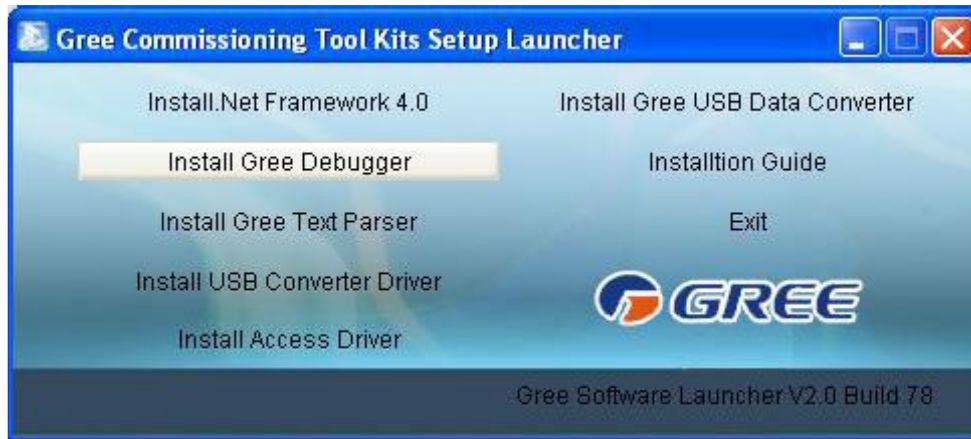 Gree Commissioning Tool Kits Setup Launcher
Install.Net Framework 4.0
Install Gree USB Data Converter
Install Gree Debugger
Installtion Guide
Install Gree Text Parser
Exit
Install USB Converter Driver
GREE
Install Access Driver
Gree Software Launcher V2.0 Build 78